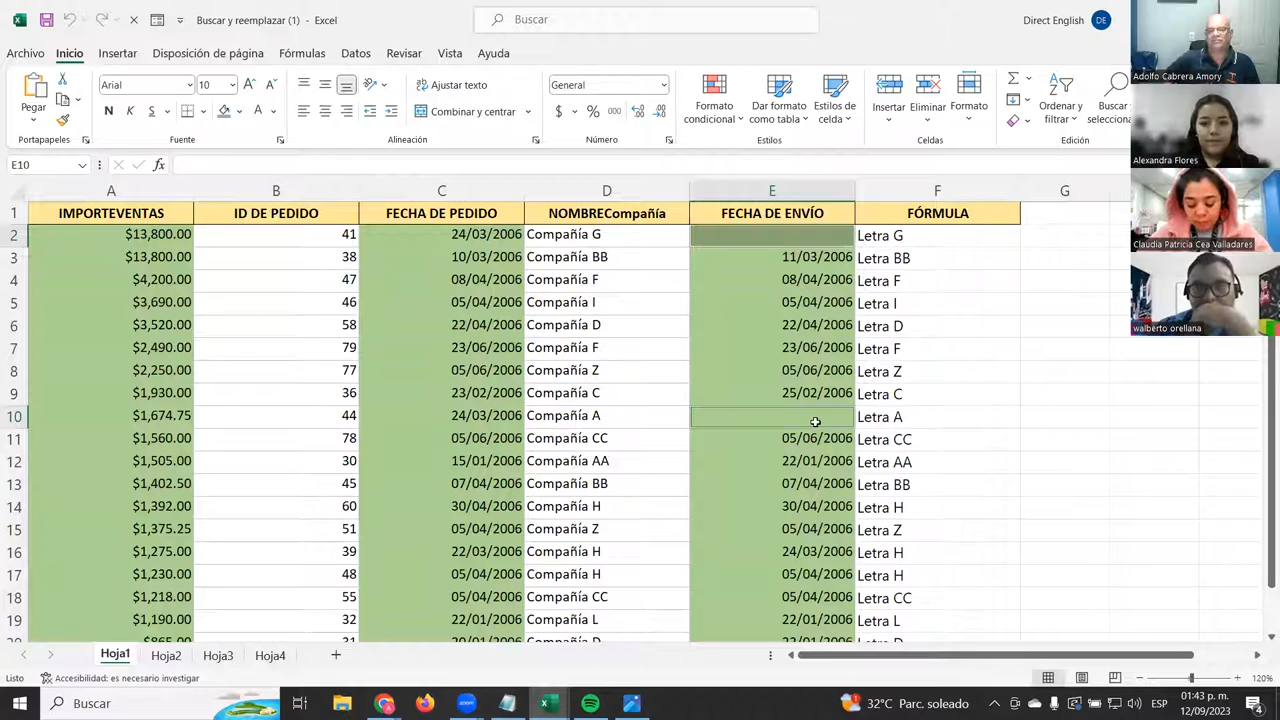 Buscar y reemplazar (1) - Excel
Buscar
Direct English
DE
Archivo Inicio Insertar Disposición de página Fórmulas Datos Revisar Vista Ayuda
Pegar
Portapapeles
Arial 10
N K S
Fuente
Ajustar texto
Combinar y centrar
Alineación
General
$ % 000
Número
Formato condicional
Dar formato como tabla
Estilos de celda
Estilos
Insertar Eliminar Formato
Celdas
Ordenar y filtrar
Buscar
Edición
Adolfo Cabrera Amory
Alexandra Flores
Claudia Patricia Cea Valladares
walberto orellana
E10 fx
A B C D E F G
1 IMPORTEVENTAS ID DE PEDIDO FECHA DE PEDIDO NOMBRECompañía FECHA DE ENVÍO FÓRMULA
2 $13,800.00 41 24/03/2006 Compañía G Letra G
3 $13,800.00 38 10/03/2006 Compañía BB 11/03/2006 Letra BB
4 $4,200.00 47 08/04/2006 Compañía F 08/04/2006 Letra F
5 $3,690.00 46 05/04/2006 Compañía I 05/04/2006 Letra I
6 $3,520.00 58 22/04/2006 Compañía D 22/04/2006 Letra D
7 $2,490.00 79 23/06/2006 Compañía F 23/06/2006 Letra F
8 $2,250.00 77 05/06/2006 Compañía Z 05/06/2006 Letra Z
9 $1,930.00 36 23/02/2006 Compañía C 25/02/2006 Letra C
10 $1,674.75 44 24/03/2006 Compañía A Letra A
11 $1,560.00 78 05/06/2006 Compañía CC 05/06/2006 Letra CC
12 $1,505.00 30 15/01/2006 Compañía AA 22/01/2006 Letra AA
13 $1,402.50 45 07/04/2006 Compañía BB 07/04/2006 Letra BB
14 $1,392.00 60 30/04/2006 Compañía H 30/04/2006 Letra H
15 $1,375.25 51 05/04/2006 Compañía Z 05/04/2006 Letra Z
16 $1,275.00 39 22/03/2006 Compañía H 24/03/2006 Letra H
17 $1,230.00 48 05/04/2006 Compañía H 05/04/2006 Letra H
18 $1,218.00 55 05/04/2006 Compañía CC 05/04/2006 Letra CC
19 $1,190.00 32 22/01/2006 Compañía L 22/01/2006 Letra L
Hoja1 Hoja2 Hoja3 Hoja4
Listo Accesibilidad: es necesario investigar 120%
Buscar
zoom
32°C Parc. soleado
ESP
01:43 p. m.
12/09/2023
4